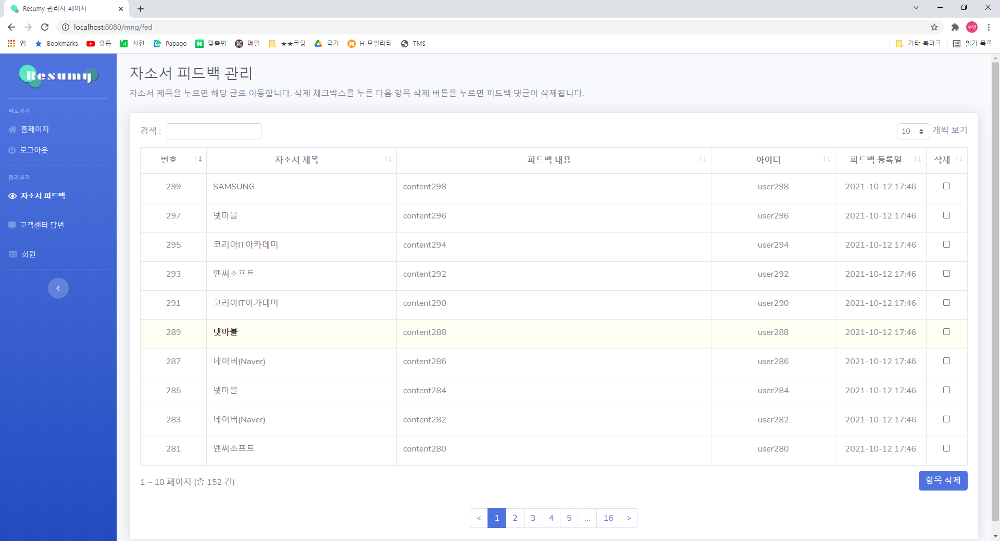 Resumy 관리자 페이지
localhost:8080/mng/fed
수빈
앱 Bookmarks 유튭 사전 Papago 맞춤법 메일 ★★코딩 국기 H-모빌리티 TMS 기타 북마크 읽기 목록
Resumy
바로가기
홈페이지
로그아웃
관리하기
자소서 피드백
고객센터 답변
회원
자소서 피드백 관리
자소서 제목을 누르면 해당 글로 이동합니다. 삭제 체크박스를 누른 다음 항목 삭제 버튼을 누르면 피드백 댓글이 삭제됩니다.
검색 : 10 개씩 보기
번호 자소서 제목 피드백 내용 아이디 피드백 등록일 삭제
299 SAMSUNG content298 user298 2021-10-12 17:46
297 넷마블 content296 user296 2021-10-12 17:46
295 코리아IT아카데미 content294 user294 2021-10-12 17:46
293 엔씨소프트 content292 user292 2021-10-12 17:46
291 코리아IT아카데미 content290 user290 2021-10-12 17:46
289 넷마블 content288 user288 2021-10-12 17:46
287 네이버(Naver) content286 user286 2021-10-12 17:46
285 넷마블 content284 user284 2021-10-12 17:46
283 네이버(Naver) content282 user282 2021-10-12 17:46
281 엔씨소프트 content280 user280 2021-10-12 17:46
1 ~ 10 페이지 (총 152 건) 항목 삭제
< 1 2 3 4 5 ... 16 >